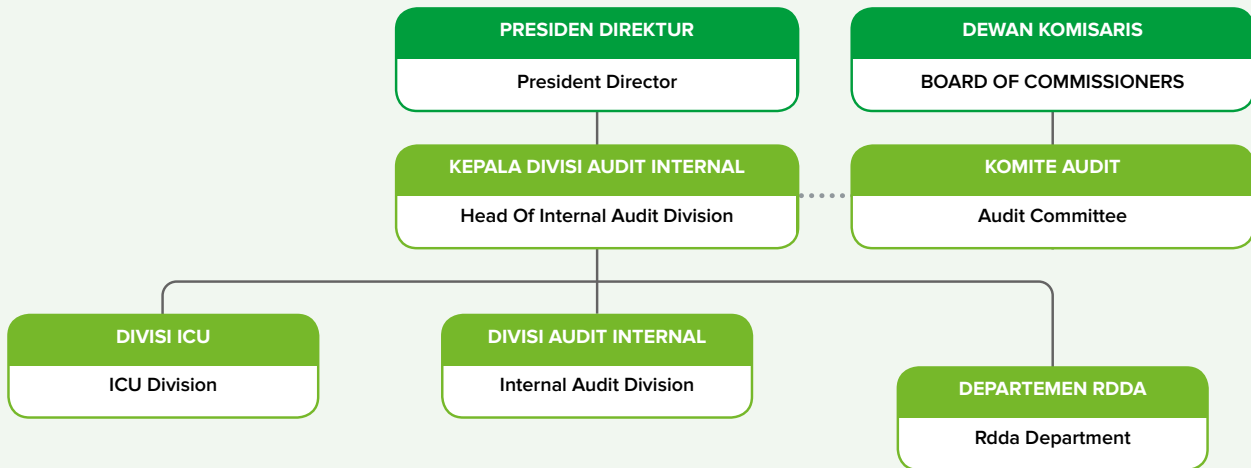 PRESIDEN DIREKTUR
President Director
DEWAN KOMISARIS
BOARD OF COMMISSIONERS
KEPALA DIVISI AUDIT INTERNAL
Head Of Internal Audit Division
KOMITE AUDIT
Audit Committee
DIVISI ICU
ICU Division
DIVISI AUDIT INTERNAL
Internal Audit Division
DEPARTEMEN RDDA
Rdda Department